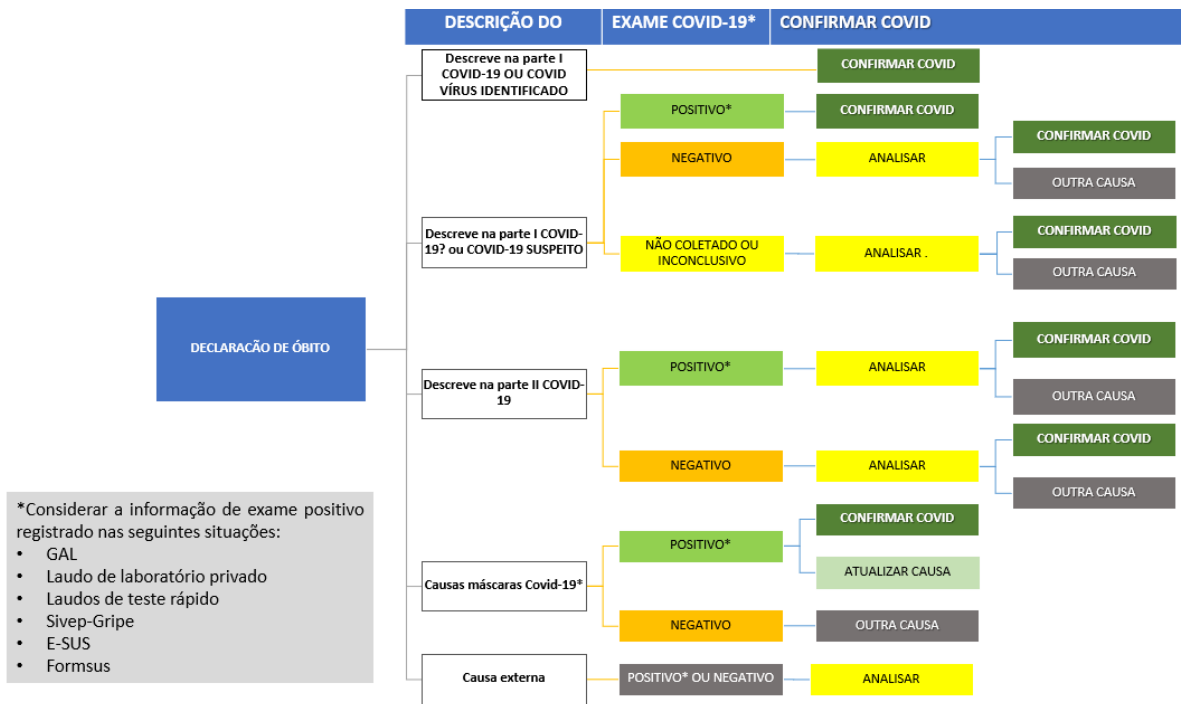 DESCRIÇÃO DO
EXAME COVID-19*
CONFIRMAR COVID
Descreve na parte I
COVID-19 OU COVID
VÍRUS IDENTIFICADO
CONFIRMAR COVID
POSITIVO*
CONFIRMAR COVID
NEGATIVO
ANALISAR
CONFIRMAR COVID
OUTRA CAUSA
Descreve na parte I COVID-
19? ou COVID-19 SUSPEITO
NÃO COLETADO OU
INCONCLUSIVO
ANALISAR .
CONFIRMAR COVID
OUTRA CAUSA
DECLARACÃO DE ÓBITO
Descreve na parte II COVID-
19
POSITIVO*
ANALISAR
CONFIRMAR COVID
OUTRA CAUSA
NEGATIVO
ANALISAR
CONFIRMAR COVID
OUTRA CAUSA
Causas máscaras Covid-19*
POSITIVO*
CONFIRMAR COVID
ATUALIZAR CAUSA
NEGATIVO
OUTRA CAUSA
Causa externa
POSITIVO* OU NEGATIVO
ANALISAR
*Considerar a informação de exame positivo
registrado nas seguintes situações:
• GAL
• Laudo de laboratório privado
• Laudos de teste rápido
• Sivep-Gripe
• E-SUS
• Formsus